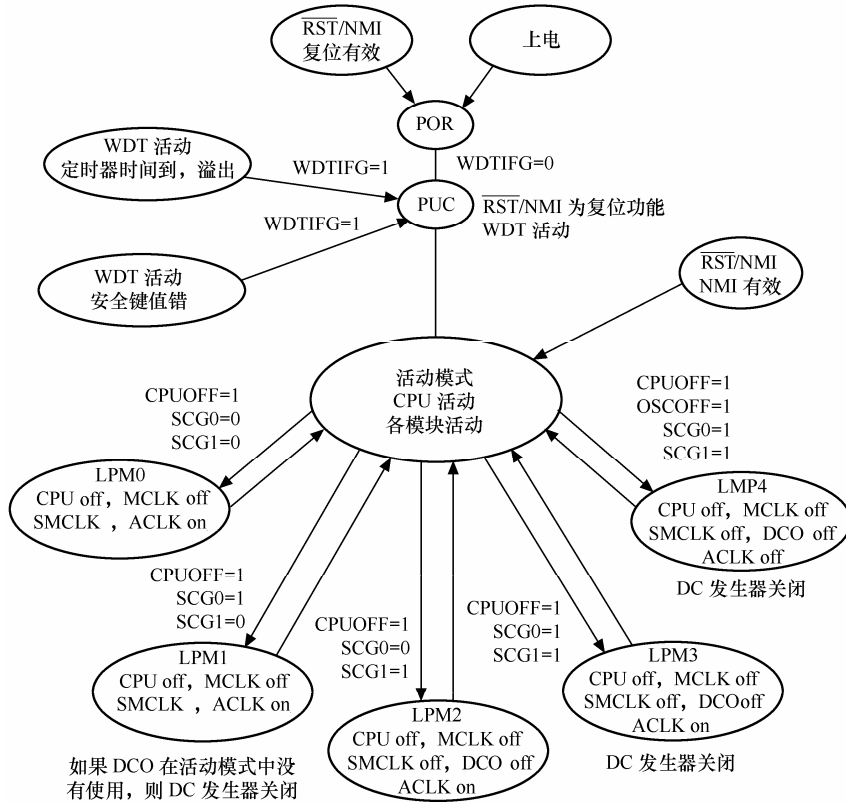 RST/NMI
复位有效
上电
POR
WDT 活动
定时器时间到，溢出
WDTIFG=1
WDTIFG=0
PUC
RST/NMI 为复位功能
WDT 活动
WDTIFG=1
WDT 活动
安全键值错
RST/NMI
NMI 有效
活动模式
CPU 活动
各模块活动
CPUOFF=1
SCG0=0
SCG1=0
CPUOFF=1
OSCOFF=1
SCG0=1
SCG1=1
LPM0
CPU off，MCLK off
SMCLK ，ACLK on
LMP4
CPU off，MCLK off
SMCLK off，DCO off
ACLK off
DC 发生器关闭
CPUOFF=1
SCG0=1
SCG1=0
CPUOFF=1
SCG0=0
SCG1=1
CPUOFF=1
SCG0=1
SCG1=1
LPM1
CPU off，MCLK off
SMCLK ，ACLK on
如果 DCO 在活动模式中没
有使用，则 DC 发生器关闭
LPM2
CPU off，MCLK off
SMCLK off，DCO off
ACLK on
LPM3
CPU off，MCLK off
SMCLK off，DCOoff
ACLK on
DC 发生器关闭